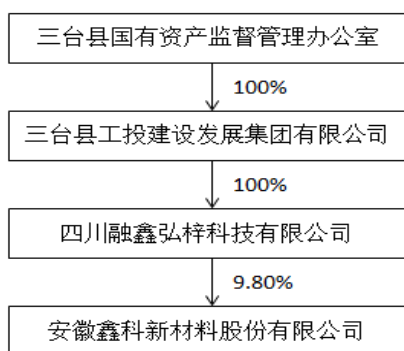 三台县国有资产监督管理办公室
100%
三台县工投建设发展集团有限公司
100%
四川融鑫弘梓科技有限公司
9.80%
安徽鑫科新材料股份有限公司